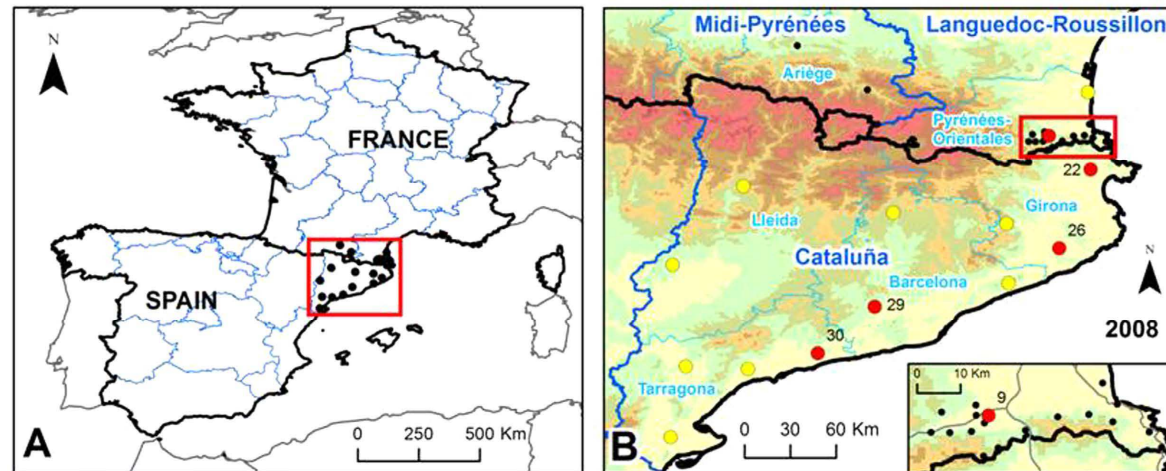 N
FRANCE
SPAIN
A
0 250 500 Km
Midi-Pyrénées
Languedoc-Roussillon
Ariège
Pyrénées-
Orientales
22
Lleida
Girona
26
Cataluña
Barcelona
N
29
2008
30
Tarragona
B
0 30 60 Km
0 10 Km
9